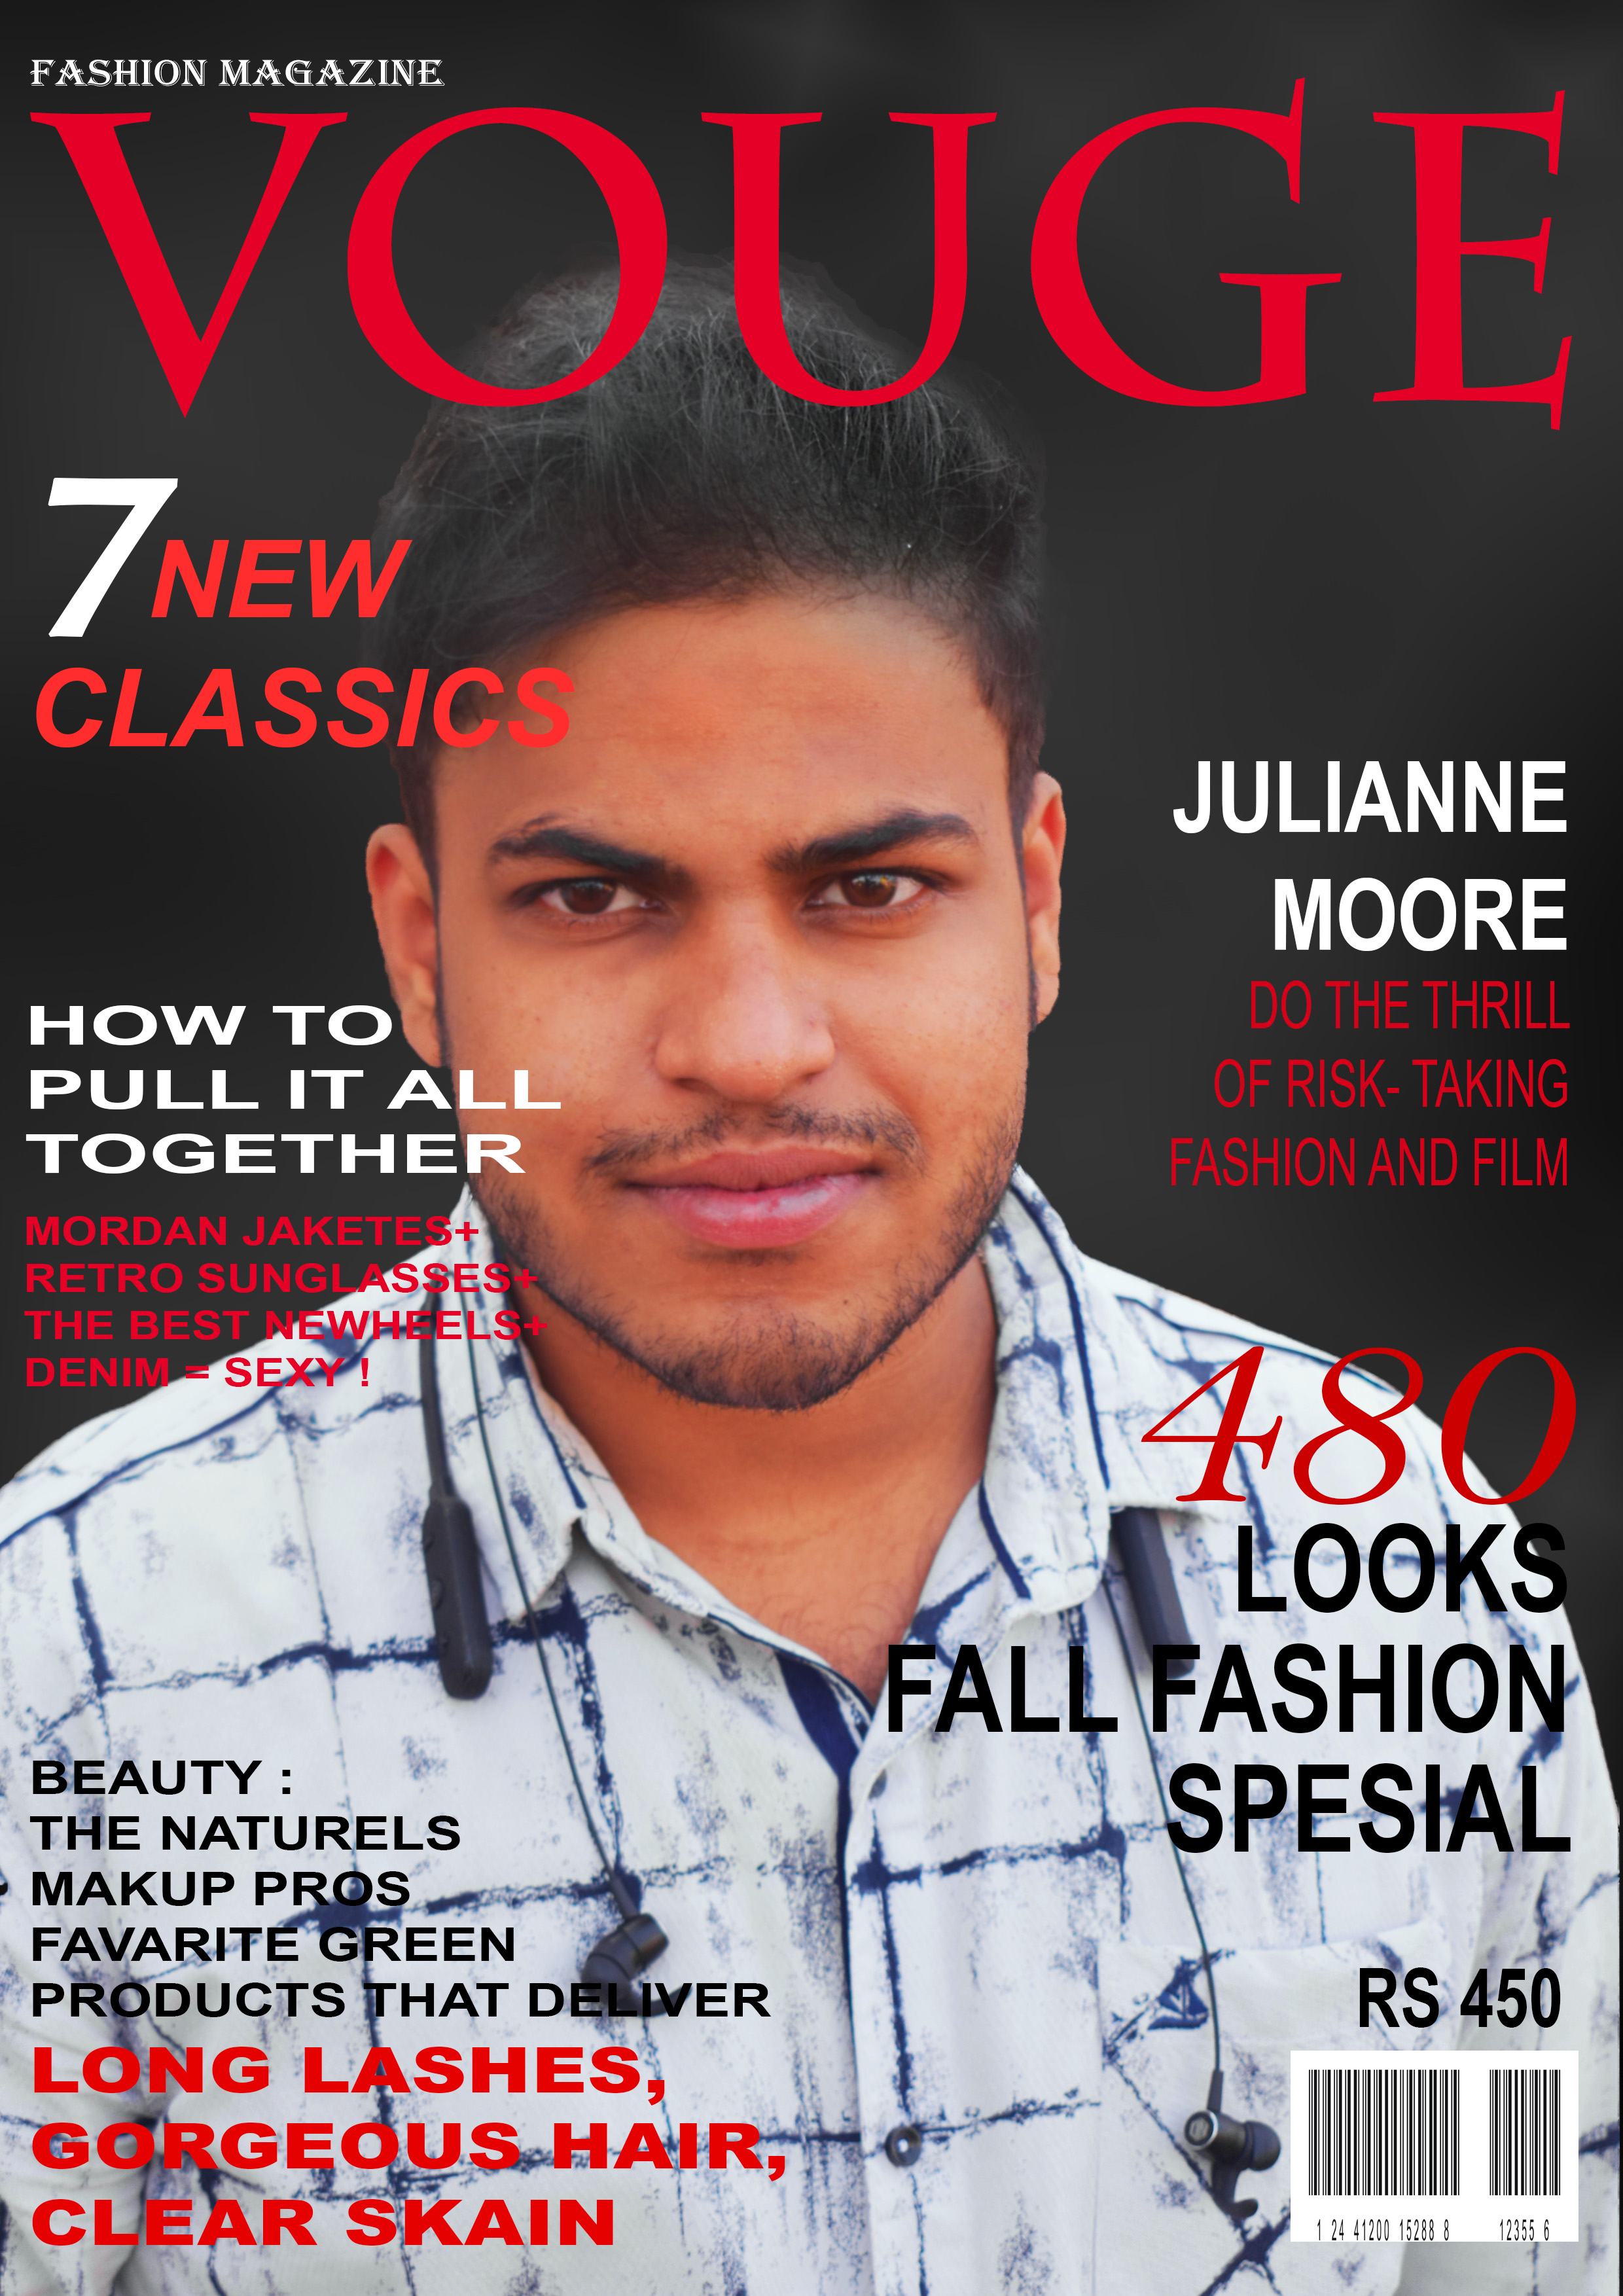 FASHION MAGAZINE
VOUGE
7 NEW
CLASSICS
JULIANNE
MOORE
DO THE THRILL
OF RISK- TAKING
FASHION AND FILM
HOW TO
PULL IT ALL
TOGETHER
MORDAN JAKETES+
RETRO SUNGLASSES+
THE BEST NEWHEELS+
DENIM = SEXY !
480
LOOKS
FALL FASHION
SPESIAL
BEAUTY :
THE NATURELS
MAKUP PROS
FAVARITE GREEN
PRODUCTS THAT DELIVER
LONG LASHES,
GORGEOUS HAIR,
CLEAR SKAIN
RS 450
1 24 41200 15288 8 12355 6